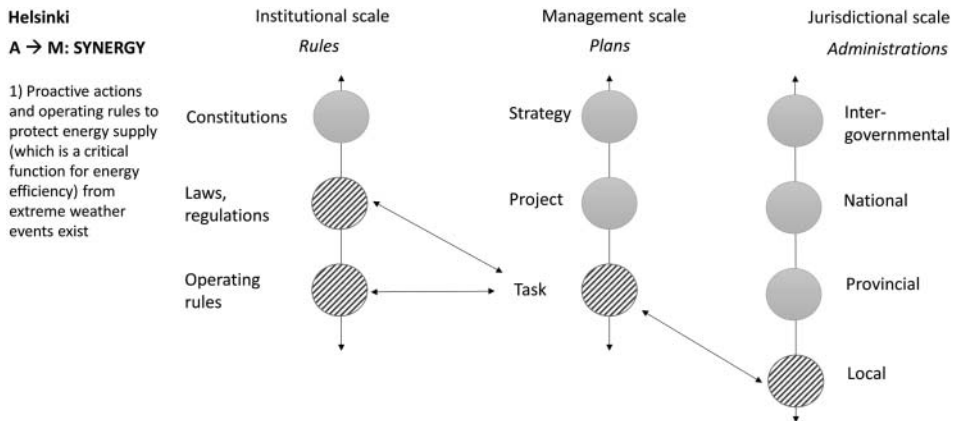 Helsinki
A → M: SYNERGY
1) Proactive actions
and operating rules to
protect energy supply
(which is a critical
function for energy
efficiency) from
extreme weather
events exist
Institutional scale
Rules
Constitutions
Laws,
regulations
Operating
rules
Management scale
Plans
Strategy
Project
Task
Jurisdictional scale
Administrations
Inter-
governmental
National
Provincial
Local